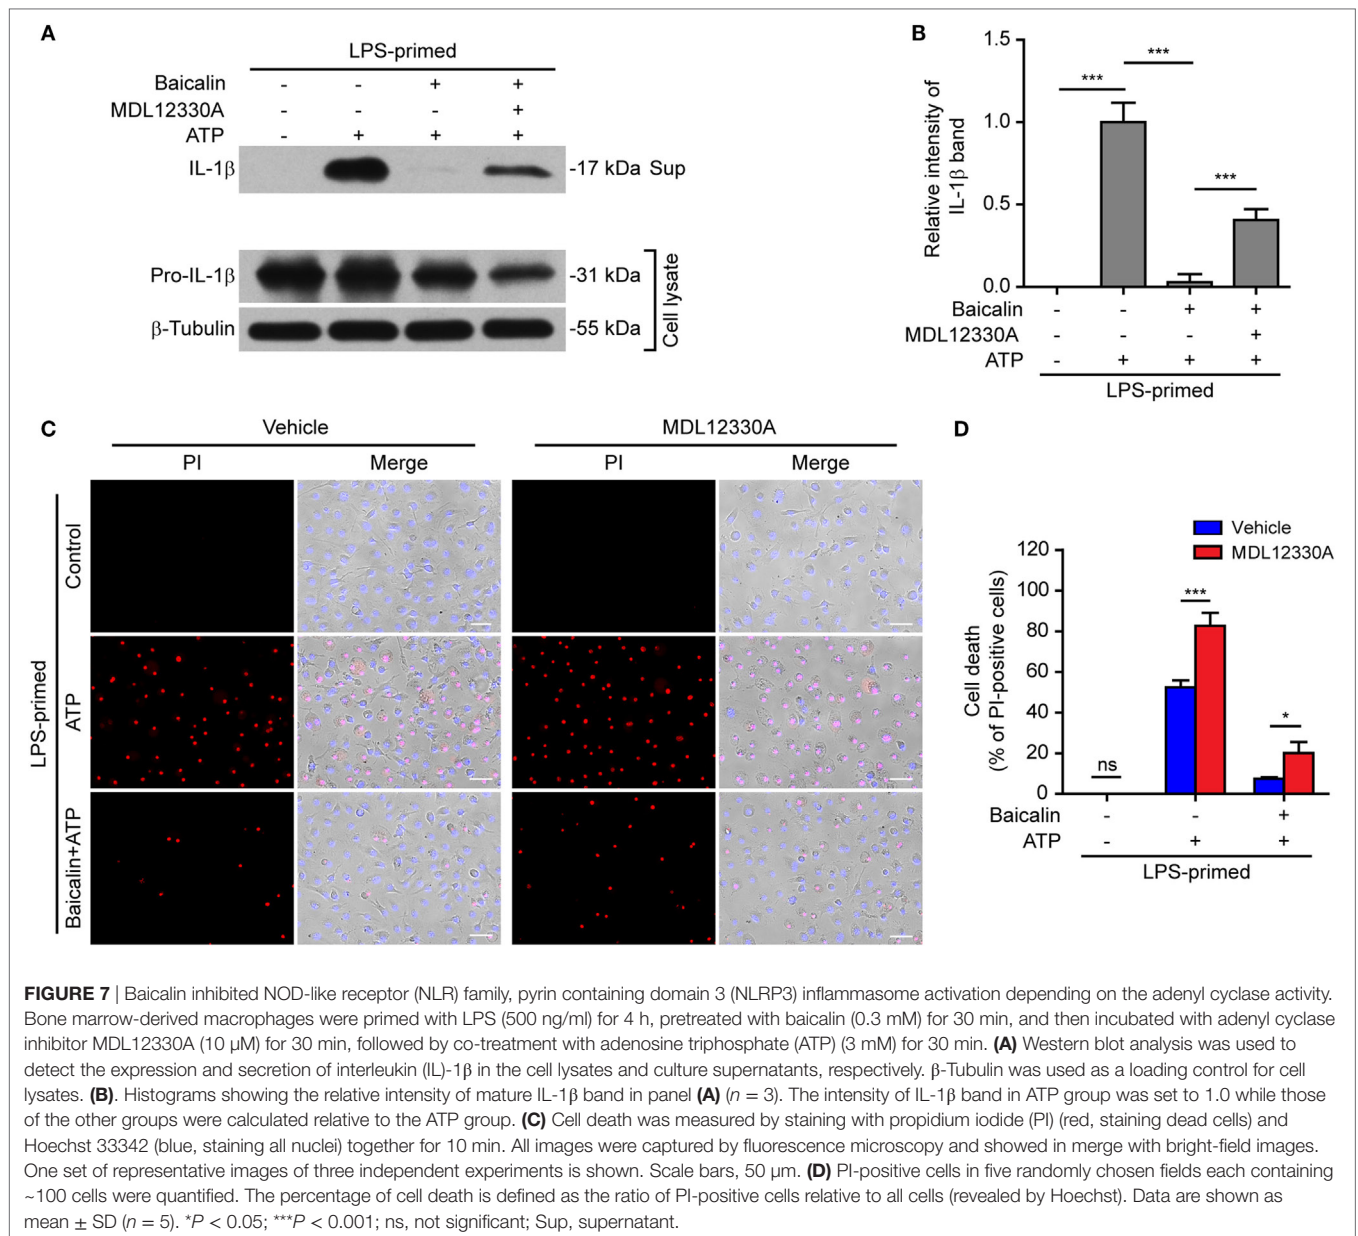 A
LPS-primed
Baicalin - - + +
MDL12330A - - - +
ATP - + + +
IL-1β -17 kDa Sup
Pro-IL-1β -31 kDa
β-Tubulin -55 kDa
Cell lysate
B
Relative intensity of
IL-1β band
1.5
1.0
0.5
0.0
***
***
***
Baicalin - - + +
MDL12330A - - - +
ATP - + + +
LPS-primed
C
Vehicle MDL12330A
PI Merge PI Merge
LPS-primed
Control
ATP
Baicalin+ATP
D
Vehicle
MDL12330A
Cell death
(% of PI-positive cells)
120
100
80
60
40
20
0
ns
***
*
Baicalin - - +
ATP - + +
LPS-primed
FIGURE 7 | Baicalin inhibited NOD-like receptor (NLR) family, pyrin containing domain 3 (NLRP3) inflammasome activation depending on the adenyl cyclase activity.
Bone marrow-derived macrophages were primed with LPS (500 ng/ml) for 4 h, pretreated with baicalin (0.3 mM) for 30 min, and then incubated with adenyl cyclase
inhibitor MDL12330A (10 µM) for 30 min, followed by co-treatment with adenosine triphosphate (ATP) (3 mM) for 30 min. (A) Western blot analysis was used to
detect the expression and secretion of interleukin (IL)-1β in the cell lysates and culture supernatants, respectively. β-Tubulin was used as a loading control for cell
lysates. (B). Histograms showing the relative intensity of mature IL-1β band in panel (A) (n = 3). The intensity of IL-1β band in ATP group was set to 1.0 while those
of the other groups were calculated relative to the ATP group. (C) Cell death was measured by staining with propidium iodide (PI) (red, staining dead cells) and
Hoechst 33342 (blue, staining all nuclei) together for 10 min. All images were captured by fluorescence microscopy and showed in merge with bright-field images.
One set of representative images of three independent experiments is shown. Scale bars, 50 µm. (D) PI-positive cells in five randomly chosen fields each containing
~100 cells were quantified. The percentage of cell death is defined as the ratio of PI-positive cells relative to all cells (revealed by Hoechst). Data are shown as
mean ± SD (n = 5). *P < 0.05; ***P < 0.001; ns, not significant; Sup, supernatant.